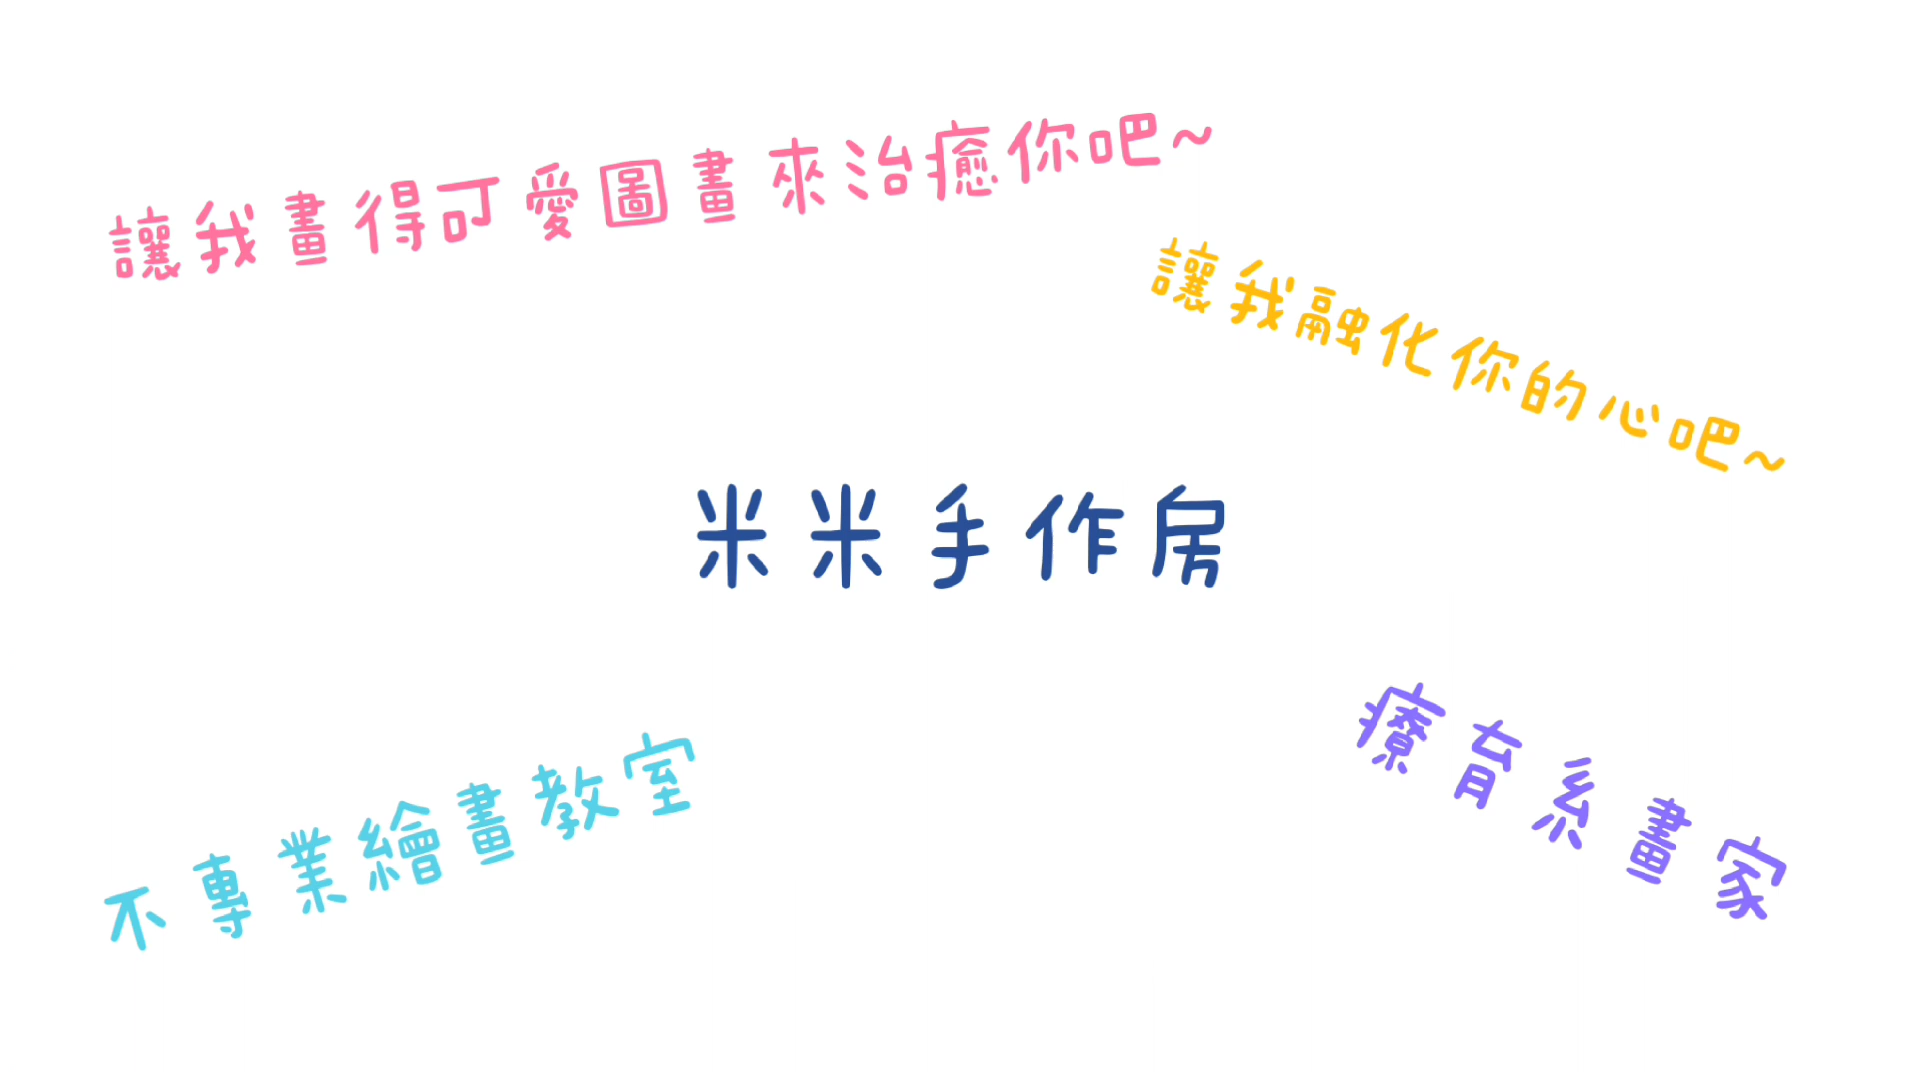 讓我畫得可愛圖畫來治癒你吧~
讓我融化你的心吧~
米米手作房
不專業繪畫教室
療育系畫家